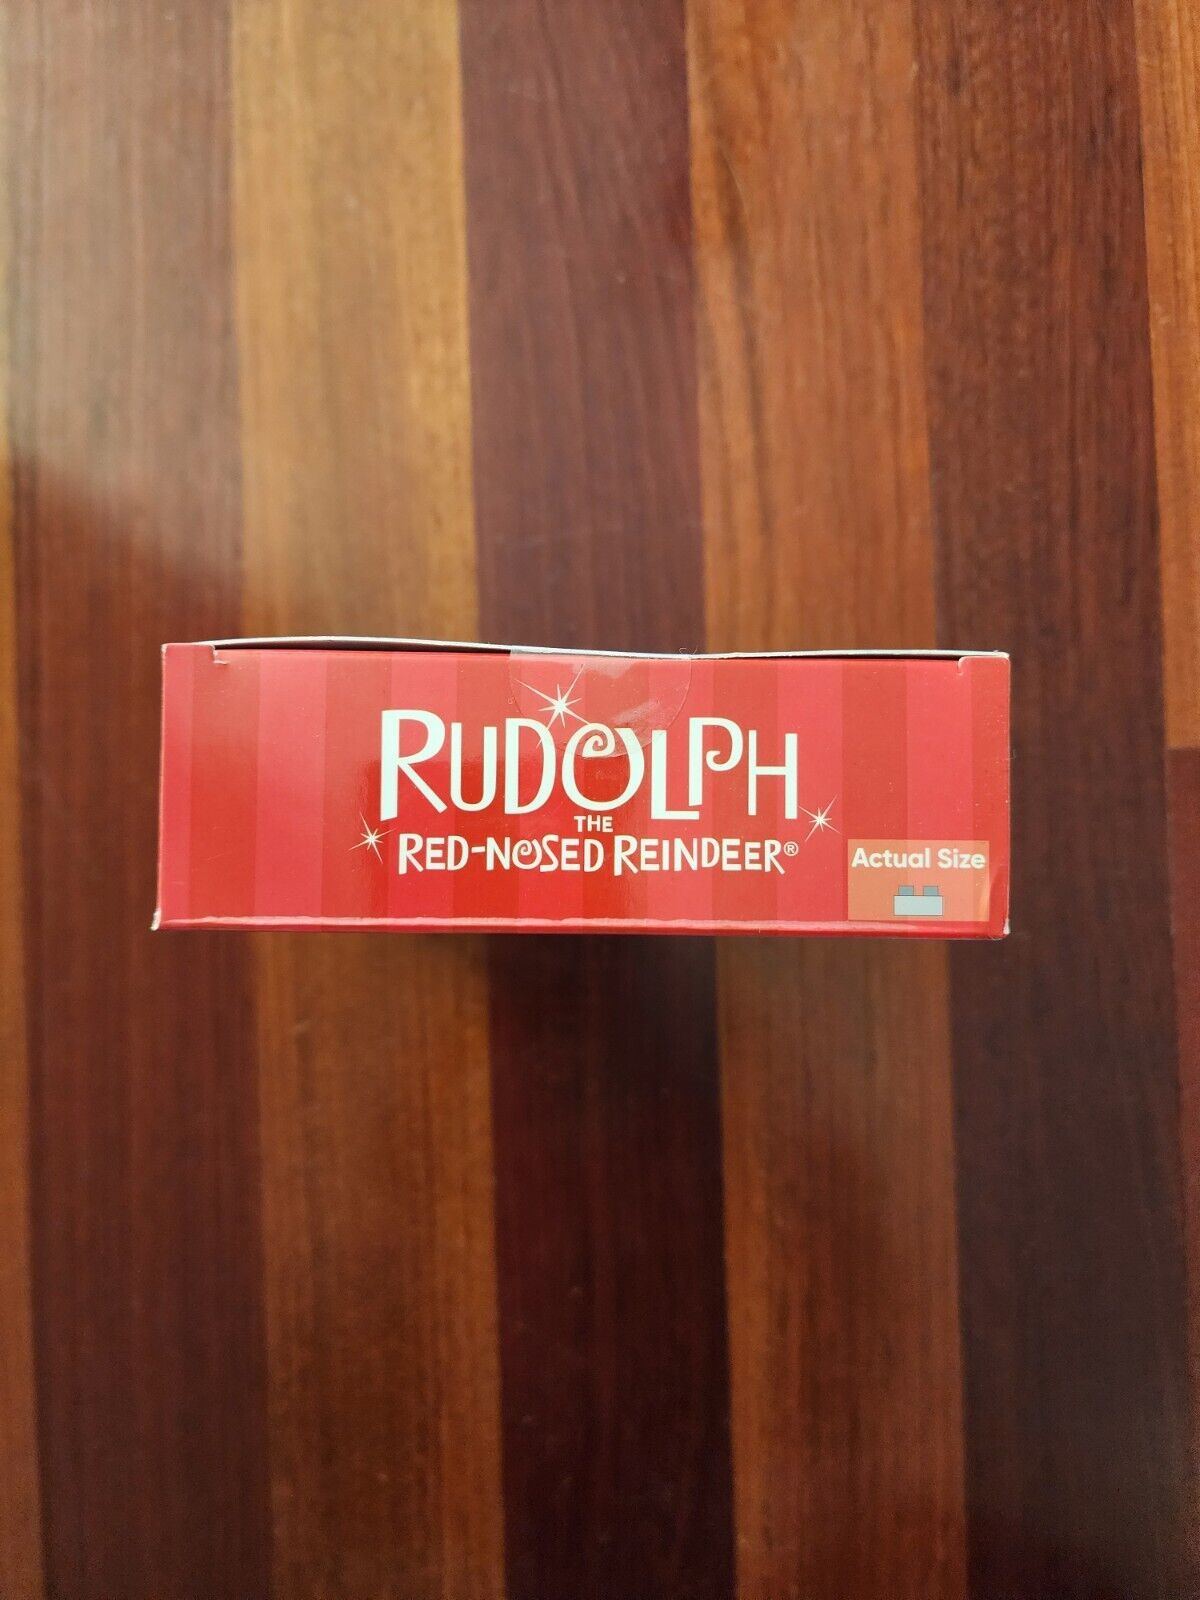 RUDOLPH
THE
RED-NOSED REINDEER®
Actual Size